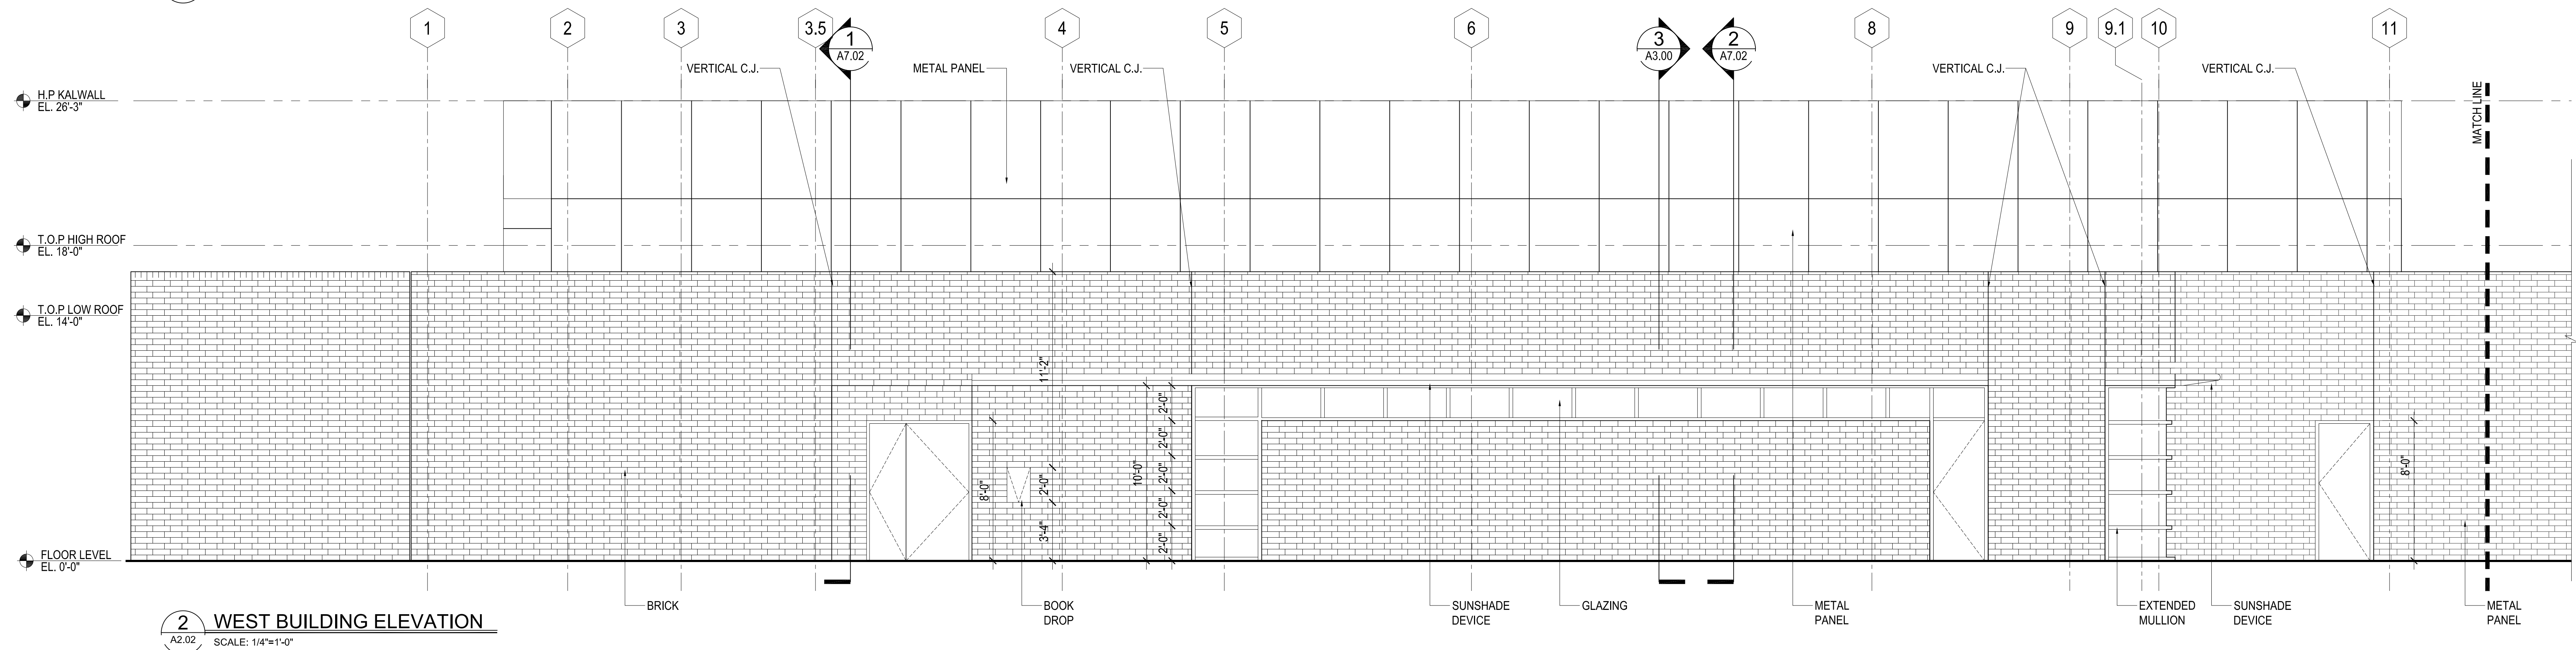 1
2
3
3.5
1
A7.02
4
5
6
3
A3.00
2
A7.02
8
9
9.1
10
11
VERTICAL C.J.
METAL PANEL
VERTICAL C.J.
VERTICAL C.J.
VERTICAL C.J.
MATCH LINE
H.P KALWALL
EL. 26'-3"
T.O.P HIGH ROOF
EL. 18'-0"
T.O.P LOW ROOF
EL. 14'-0"
11'-2"
2'-0"
2'-0"
2'-0"
2'-0"
2'-0"
10'-0"
8'-0"
2'-0"
3'-4"
8'-0"
FLOOR LEVEL
EL. 0'-0"
BRICK
BOOK
DROP
SUNSHADE
DEVICE
GLAZING
METAL
PANEL
EXTENDED
MULLION
SUNSHADE
DEVICE
METAL
PANEL
2
A2.02
WEST BUILDING ELEVATION
SCALE: 1/4"=1'-0"